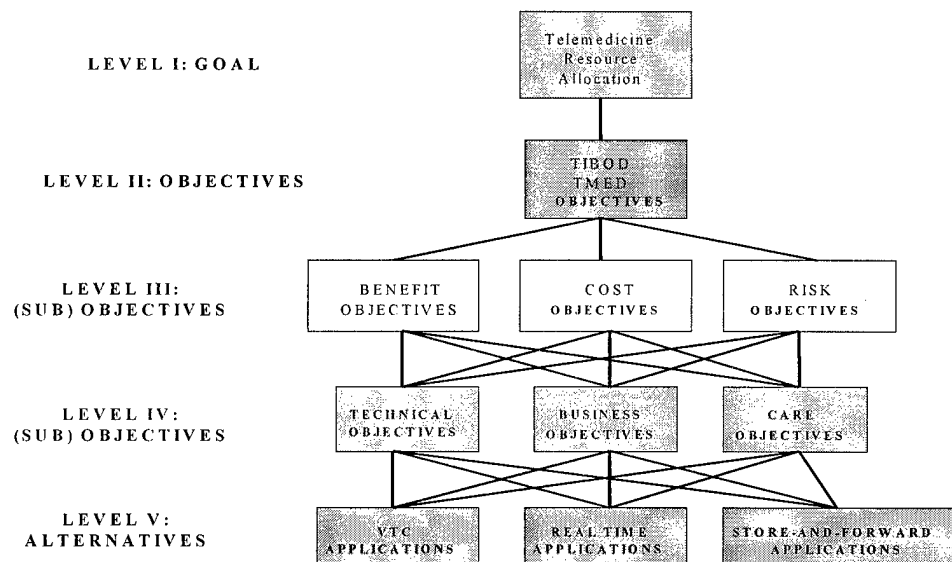 LEVEL I: GOAL
Telemedicine
Resource
Allocation
LEVEL II: OBJECTIVES
TIBOD
TMED
OBJECTIVES
LEVEL III:
(SUB) OBJECTIVES
BENEFIT
OBJECTIVES
COST
OBJECTIVES
RISK
OBJECTIVES
LEVEL IV:
(SUB) OBJECTIVES
TECHNICAL
OBJECTIVES
BUSINESS
OBJECTIVES
CARE
OBJECTIVES
LEVEL V:
ALTERNATIVES
VTC
APPLICATIONS
REAL TIME
APPLICATIONS
STORE-AND-FORWARD
APPLICATIONS